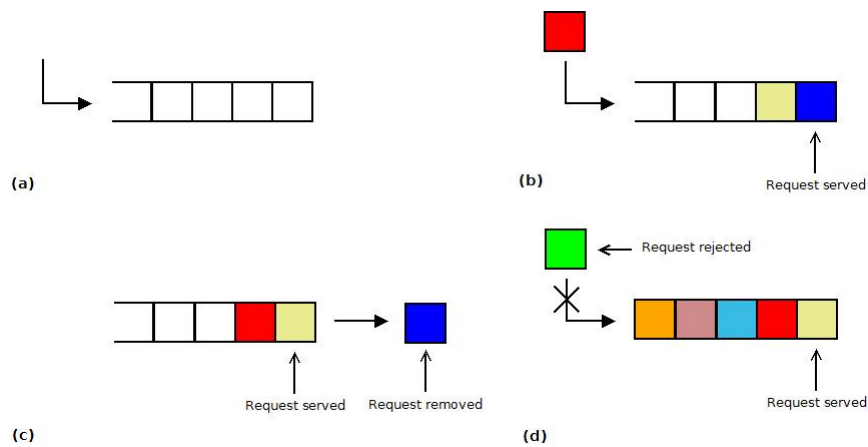 (a)
(b)
Request served
Request rejected
Request served
Request removed
Request served
(c)
(d)